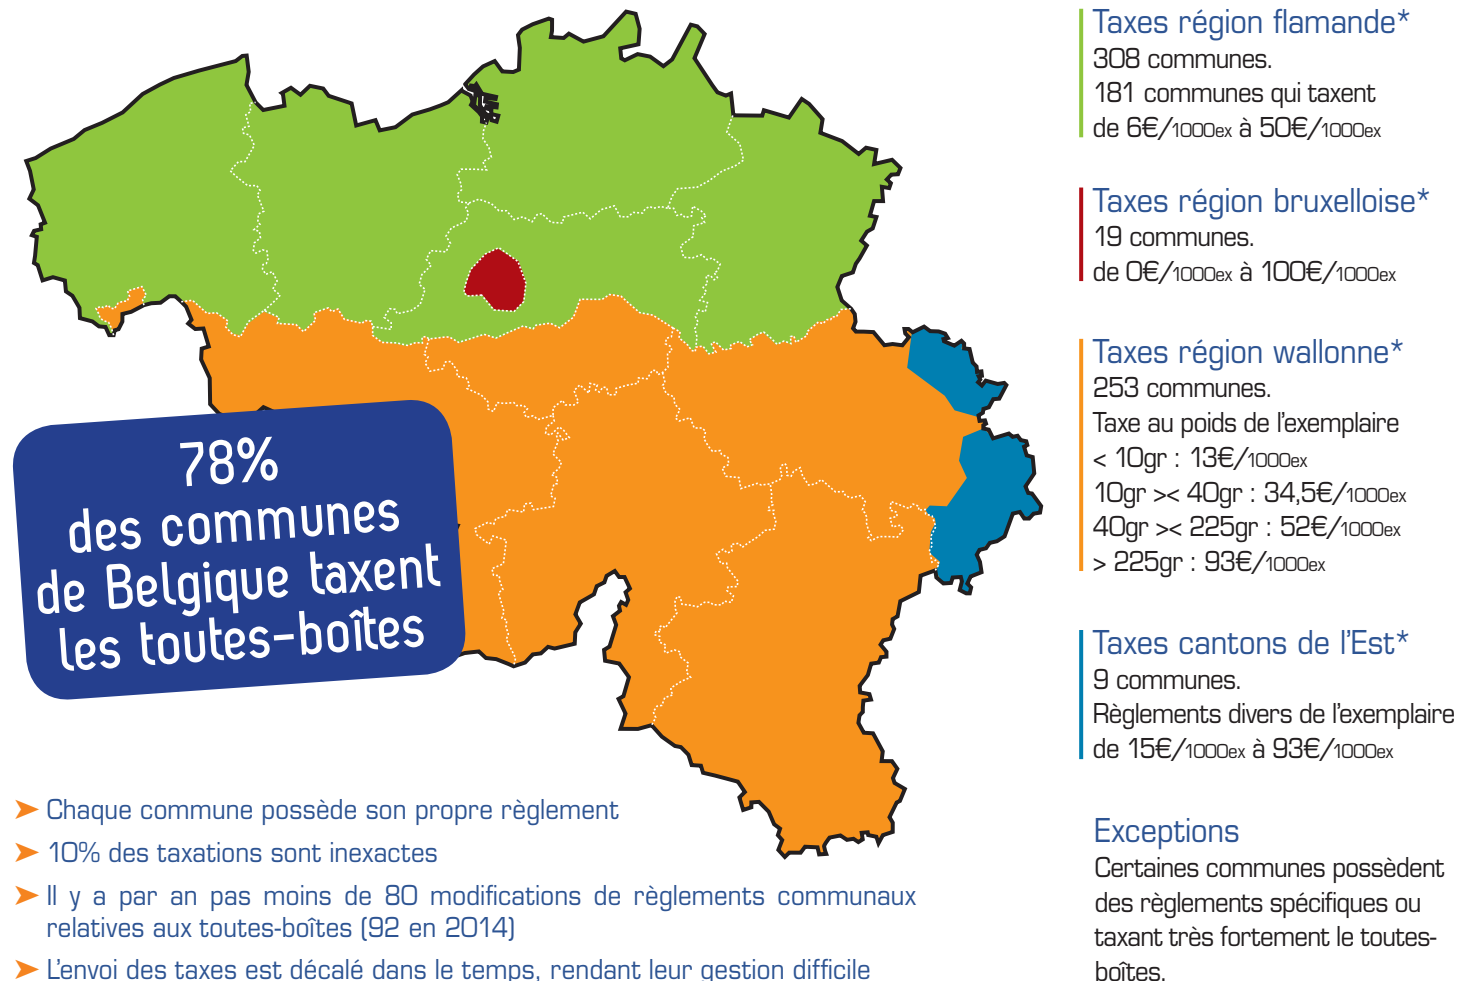 Taxes région flamande*
308 communes.
181 communes qui taxent
de 6€/1000ex à 50€/1000ex
Taxes région bruxelloise*
19 communes.
de 0€/1000ex à 100€/1000ex
Taxes région wallonne*
253 communes.
Taxe au poids de l'exemplaire
< 10gr : 13€/1000ex
10gr >< 40gr : 34,5€/1000ex
40gr >< 225gr : 52€/1000ex
> 225gr : 93€/1000ex
Taxes cantons de l'Est*
9 communes.
Règlements divers de l'exemplaire
de 15€/1000ex à 93€/1000ex
Exceptions
Certaines communes possèdent
des règlements spécifiques ou
taxant très fortement le toutes-
boîtes.
78%
des communes
de Belgique taxent
les toutes-boîtes
➤ Chaque commune possède son propre règlement
➤ 10% des taxations sont inexactes
➤ Il y a par an pas moins de 80 modifications de règlements communaux
relatives aux toutes-boîtes (92 en 2014)
➤ L'envoi des taxes est décalé dans le temps, rendant leur gestion difficile